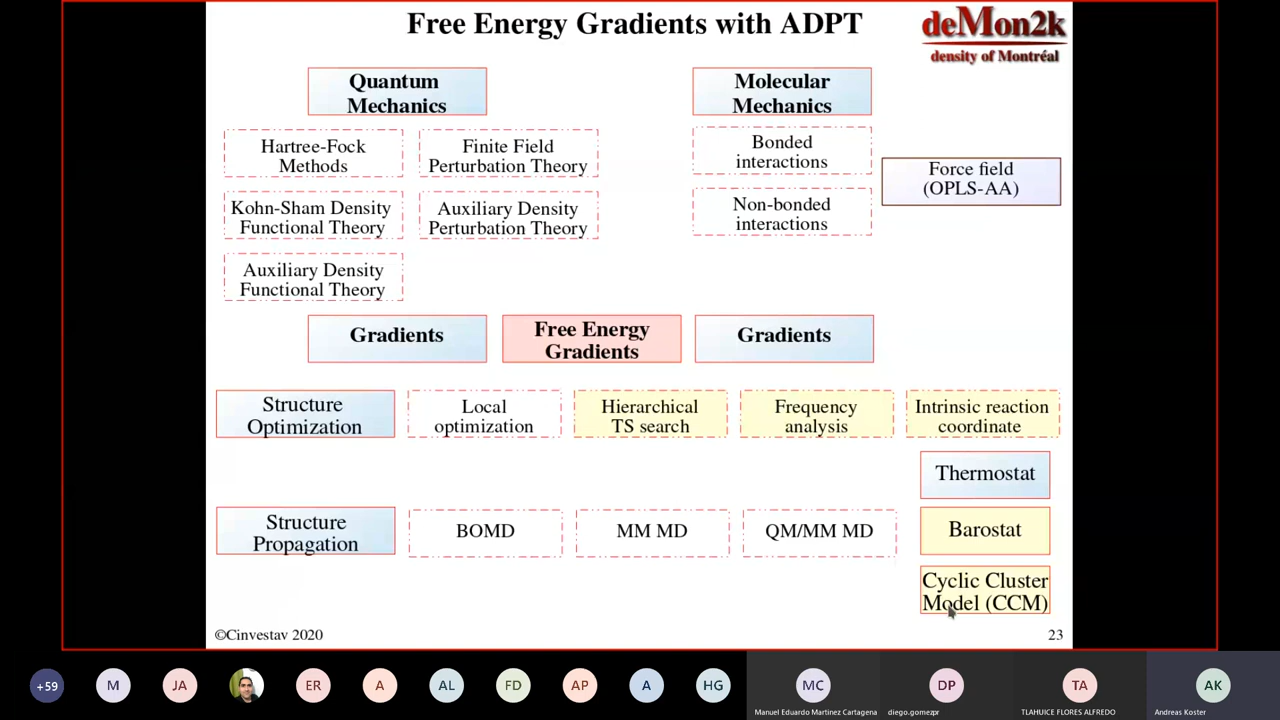 Free Energy Gradients with ADPT
deMon2k
density of Montréal
Quantum
Mechanics
Molecular
Mechanics
Hartree-Fock
Methods
Finite Field
Perturbation Theory
Bonded
interactions
Force field
(OPLS-AA)
Kohn-Sham Density
Functional Theory
Auxiliary Density
Perturbation Theory
Non-bonded
interactions
Auxiliary Density
Functional Theory
Gradients
Free Energy
Gradients
Gradients
Structure
Optimization
Local
optimization
Hierarchical
TS search
Frequency
analysis
Intrinsic reaction
coordinate
Thermostat
Structure
Propagation
BOMD
MM MD
QM/MM MD
Barostat
Cyclic Cluster
Model (CCM)
©Cinvestav 2020
23
+59
M
JA
ER
A
AL
FD
AP
A
HG
MC
DP
TA
AK
Manuel Eduardo Martinez Cartagena
diego.gomezpr
TLAHUICE FLORES ALFREDO
Andreas Koster